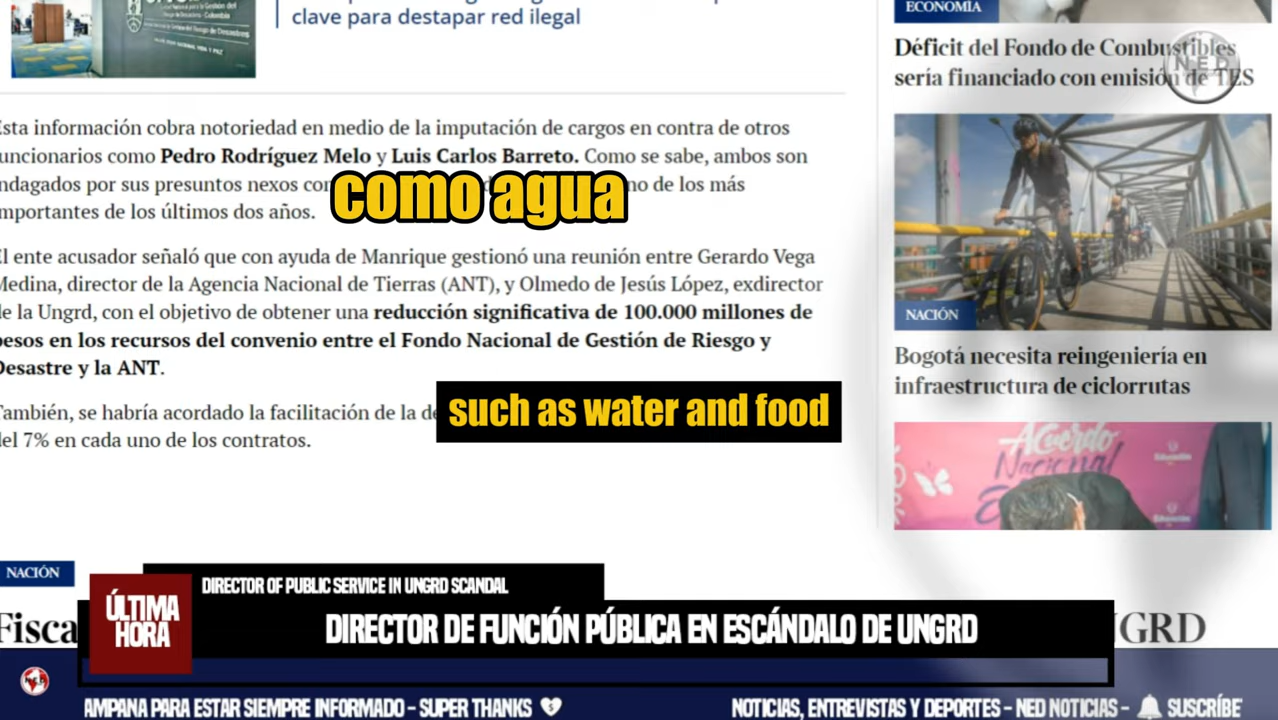 clave para destapar red ilegal
ECONOMÍA
Déficit del Fondo de Combustibles
sería financiado con emisión de TES
NED
Esta información cobra notoriedad en medio de la imputación de cargos en contra de otros
funcionarios como Pedro Rodríguez Melo y Luis Carlos Barreto. Como se sabe, ambos son
indagados por sus presuntos nexos con
de los más
importantes de los últimos dos años.
como agua
El ente acusador señaló que con ayuda de Manrique gestionó una reunión entre Gerardo Vega
Medina, director de la Agencia Nacional de Tierras (ANT), y Olmedo de Jesús López, exdirector
de la Ungrd, con el objetivo de obtener una reducción significativa de 100.000 millones de
pesos en los recursos del convenio entre el Fondo Nacional de Gestión de Riesgo y
Desastre y la ANT.
También, se habría acordado la facilitación de la
del 7% en cada uno de los contratos.
such as water and food
NACIÓN
Bogotá necesita reingeniería en
infraestructura de ciclorrutas
Acuerdo
Nacional
NACIÓN
Fisca
UNGRD
ÚLTIMA
HORA
DIRECTOR OF PUBLIC SERVICE IN UNGRD SCANDAL
DIRECTOR DE FUNCIÓN PÚBLICA EN ESCÁNDALO DE UNGRD
AMPANA PARA ESTAR SIEMPRE INFORMADO - SUPER THANKS
NOTICIAS, ENTREVISTAS Y DEPORTES - NED NOTICIAS - SUSCRÍBE